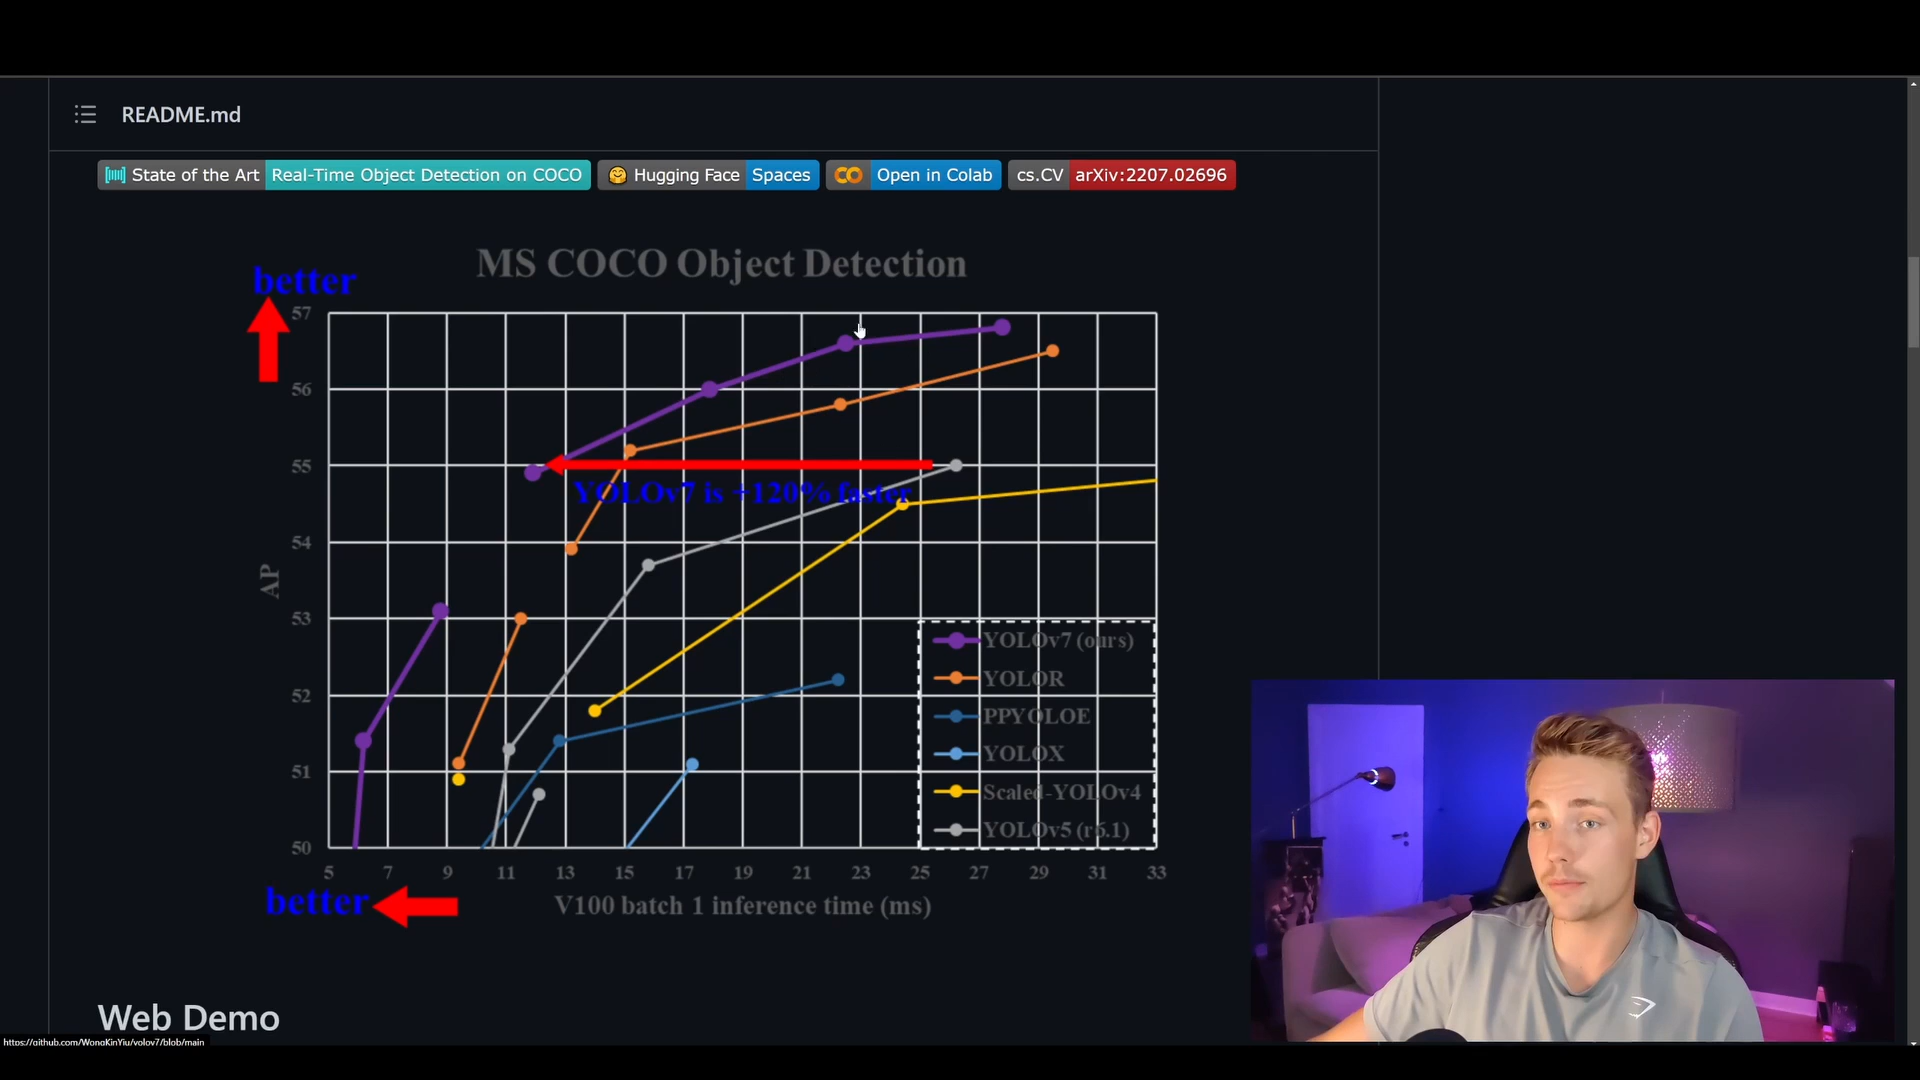 README.md
State of the Art Real-Time Object Detection on COCO Hugging Face Spaces Open in Colab cs.CV arXiv:2207.02696
MS COCO Object Detection
better
57
56
55
YOLOv7 is +120% faster
54
AP
53
52
51
50
YOLOv7 (ours)
YOLOR
PPYOLOE
YOLOX
Scaled-YOLOv4
YOLOv5 (r6.1)
5 7 9 11 13 15 17 19 21 23 25 27 29 31 33
better
V100 batch 1 inference time (ms)
Web Demo
https://github.com/WongKinYiu/yolov7/blob/main